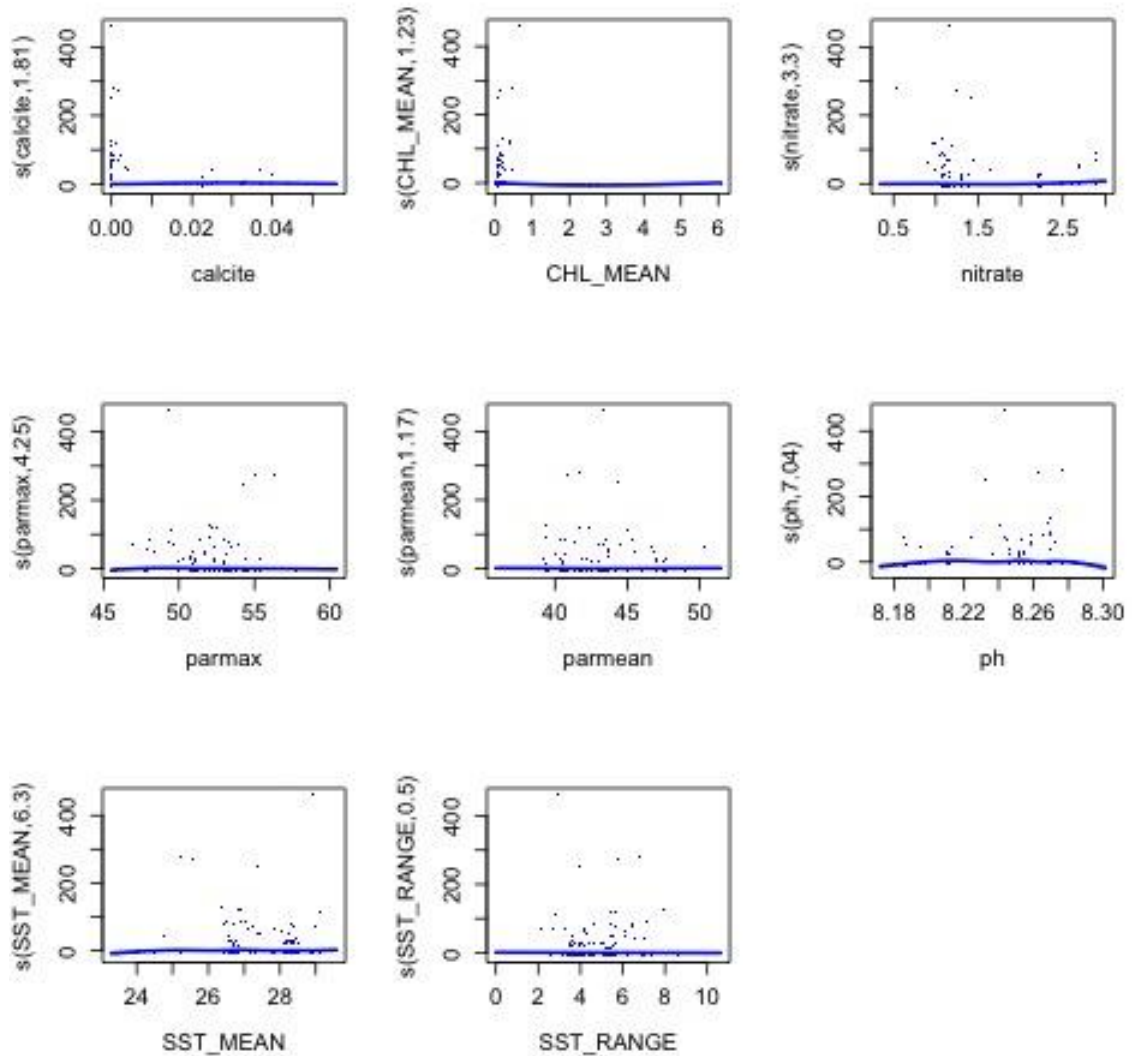 s(calcite,1.81)
0 200 400
0.00 0.02 0.04
calcite
s(CHL_MEAN,1.23)
0 200 400
0 1 2 3 4 5 6
CHL_MEAN
s(nitrate,3.3)
0 200 400
0.5 1.5 2.5
nitrate
s(parmax,4.25)
0 200 400
45 50 55 60
parmax
s(parmean,1.17)
0 200 400
40 45 50
parmean
s(ph,7.04)
0 200 400
8.18 8.22 8.26 8.30
ph
s(SST_MEAN,6.3)
0 200 400
24 26 28
SST_MEAN
s(SST_RANGE,0.5)
0 200 400
0 2 4 6 8 10
SST_RANGE